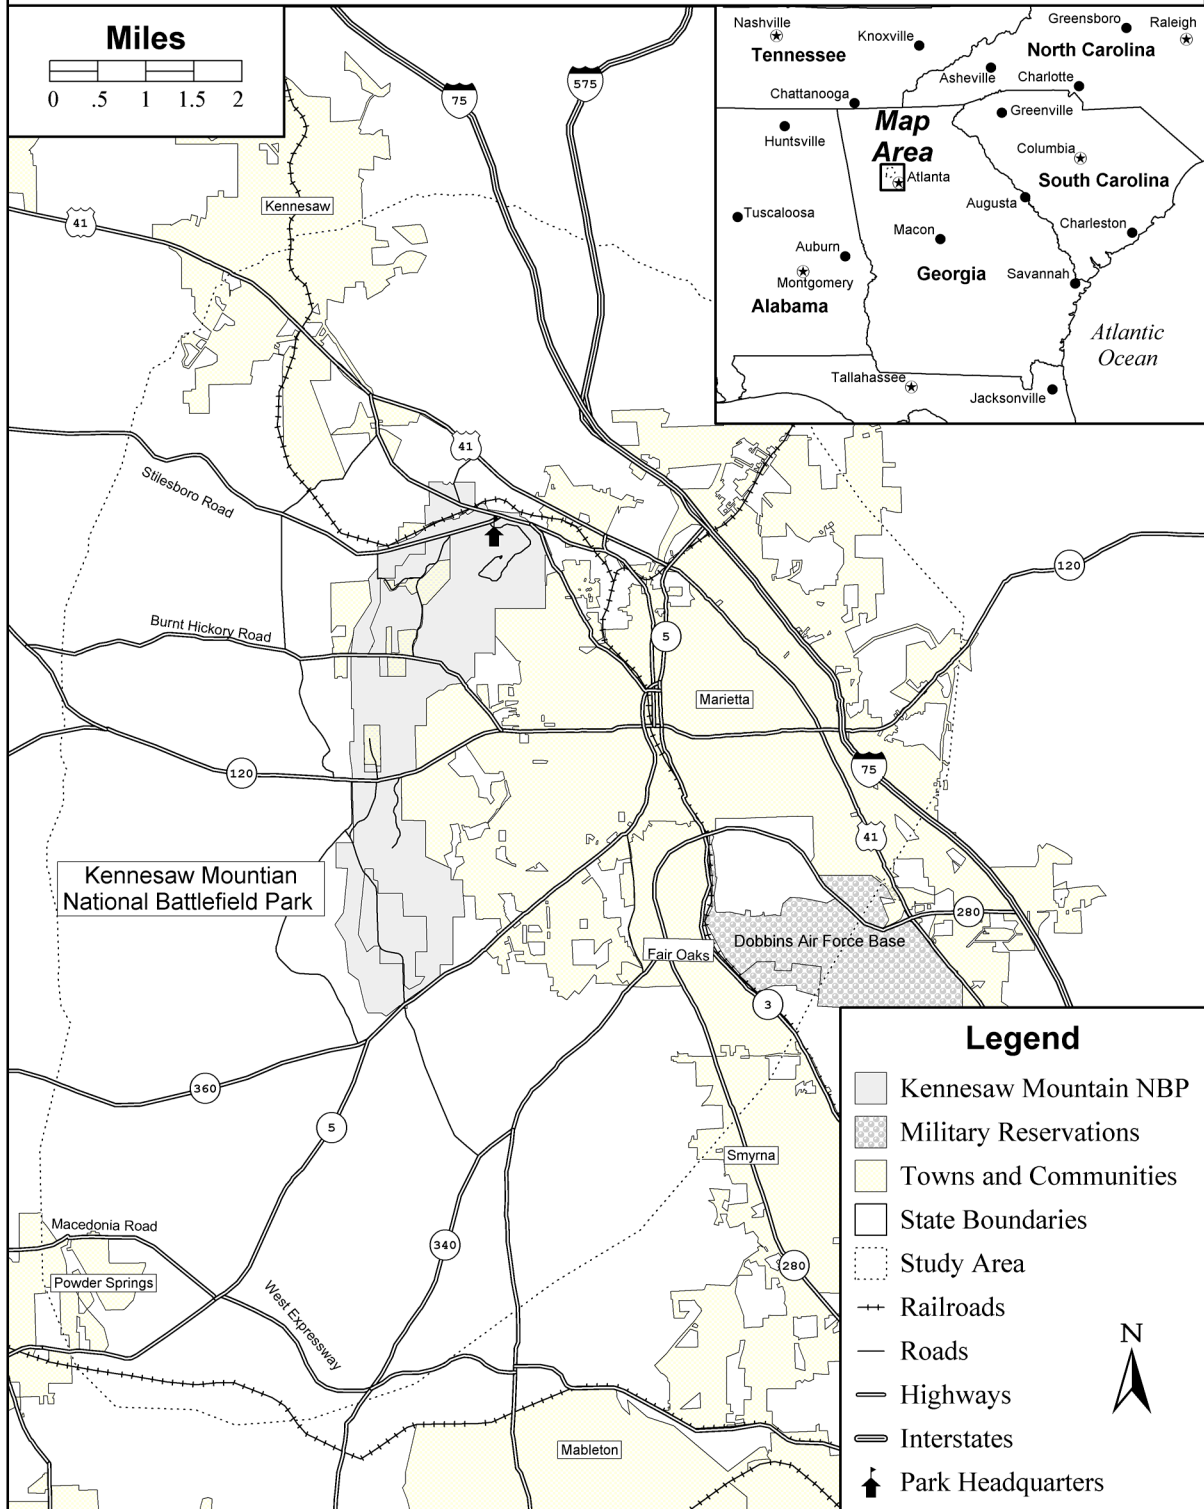 Miles
0 .5 1 1.5 2
75
575
Kennesaw
41
41
Stilesboro Road
Burnt Hickory Road
120
5
120
Marietta
75
41
Kennesaw Mountian
National Battlefield Park
280
Dobbins Air Force Base
Fair Oaks
3
360
5
Smyrna
Macedonia Road
340
280
Powder Springs
West Expressway
Mableton
Nashville
Tennessee
Knoxville
Greensboro
Raleigh
North Carolina
Asheville
Charlotte
Chattanooga
Greenville
Huntsville
Map
Area
Columbia
Atlanta
South Carolina
Augusta
Tuscaloosa
Macon
Charleston
Auburn
Montgomery
Georgia
Savannah
Alabama
Atlantic
Ocean
Tallahassee
Jacksonville
Legend
Kennesaw Mountain NBP
Military Reservations
Towns and Communities
State Boundaries
Study Area
Railroads
Roads
Highways
Interstates
Park Headquarters
N